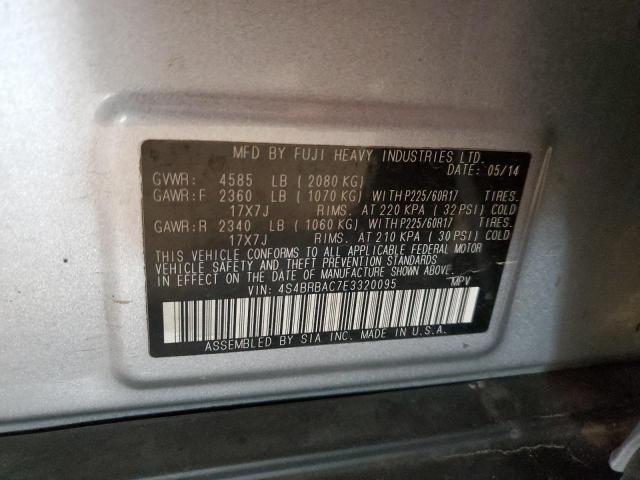 MFD BY FUJI HEAVY INDUSTRIES LTD.
DATE: 05/14
GVWR: 4585 LB ( 2080 KG)
GAWR:F 2360 LB ( 1070 KG) WITH P225/60R17 TIRES.
17X7J RIMS. AT 220 KPA ( 32 PSI) COLD
GAWR:R 2340 LB ( 1060 KG) WITH P225/60R17 TIRES.
17X7J RIMS. AT 210 KPA ( 30 PSI) COLD
THIS VEHICLE CONFORMS TO ALL APPLICABLE FEDERAL MOTOR
VEHICLE SAFETY AND THEFT PREVENTION STANDARDS
IN EFFECT ON THE DATE OF MANUFACTURE SHOWN ABOVE.
VIN: 4S4BRBAC7E3320095 MPV
ASSEMBLED BY SIA INC. MADE IN U.S.A.